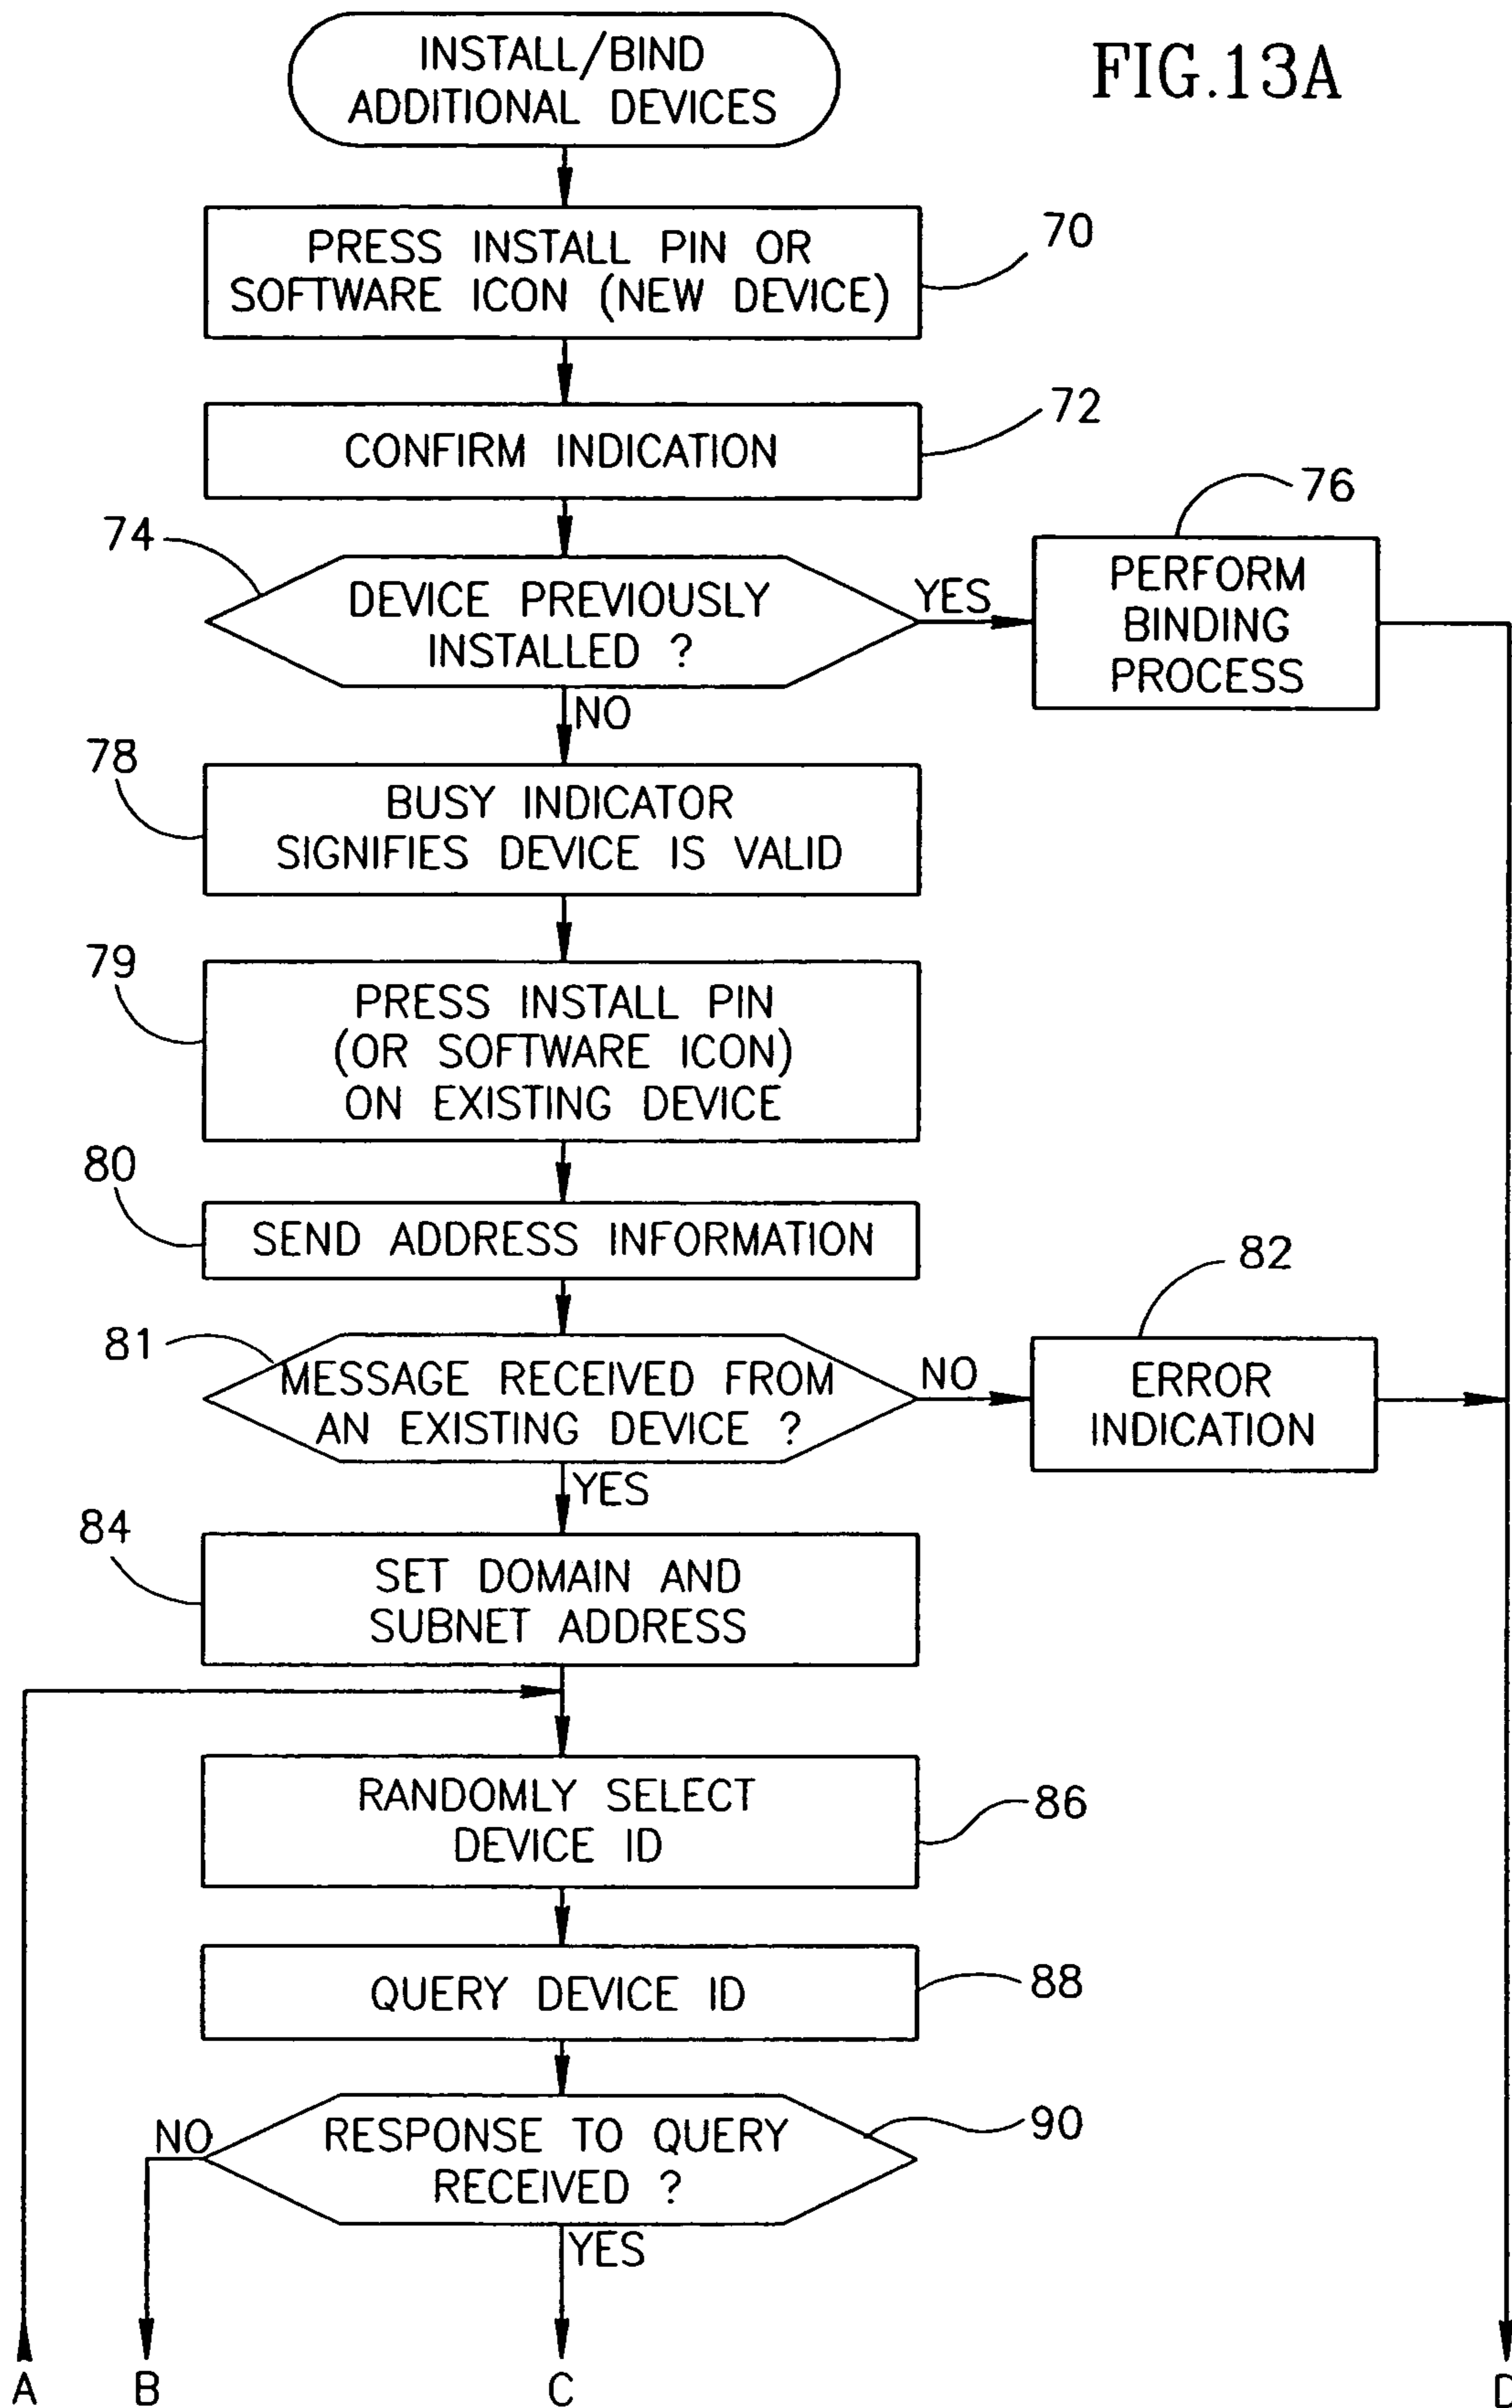 INSTALL/BIND
ADDITIONAL DEVICES
FIG.13A
PRESS INSTALL PIN OR
SOFTWARE ICON (NEW DEVICE)
70
CONFIRM INDICATION
72
74
DEVICE PREVIOUSLY
INSTALLED ?
YES
76
PERFORM
BINDING
PROCESS
NO
78
BUSY INDICATOR
SIGNIFIES DEVICE IS VALID
79
PRESS INSTALL PIN
(OR SOFTWARE ICON)
ON EXISTING DEVICE
80
SEND ADDRESS INFORMATION
81
MESSAGE RECEIVED FROM
AN EXISTING DEVICE ?
NO
82
ERROR
INDICATION
YES
84
SET DOMAIN AND
SUBNET ADDRESS
RANDOMLY SELECT
DEVICE ID
86
QUERY DEVICE ID
88
NO
RESPONSE TO QUERY
RECEIVED ?
90
YES
A
B
C
D